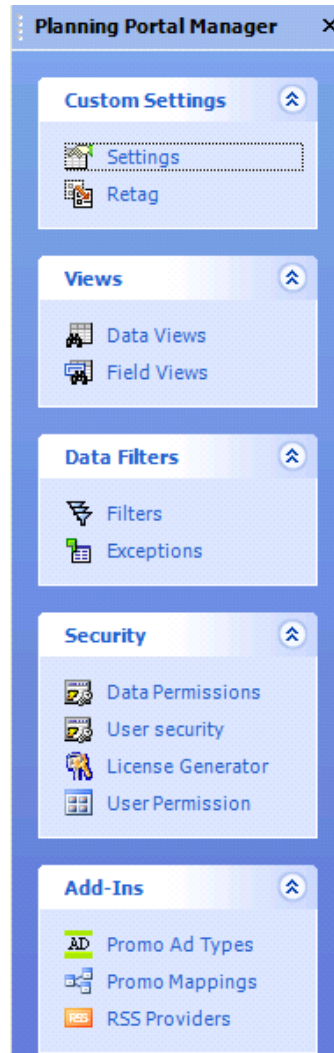 Planning Portal Manager
Custom Settings
Settings
Retag
Views
Data Views
Field Views
Data Filters
Filters
Exceptions
Security
Data Permissions
User security
License Generator
User Permission
Add-Ins
AD Promo Ad Types
Promo Mappings
RSS RSS Providers